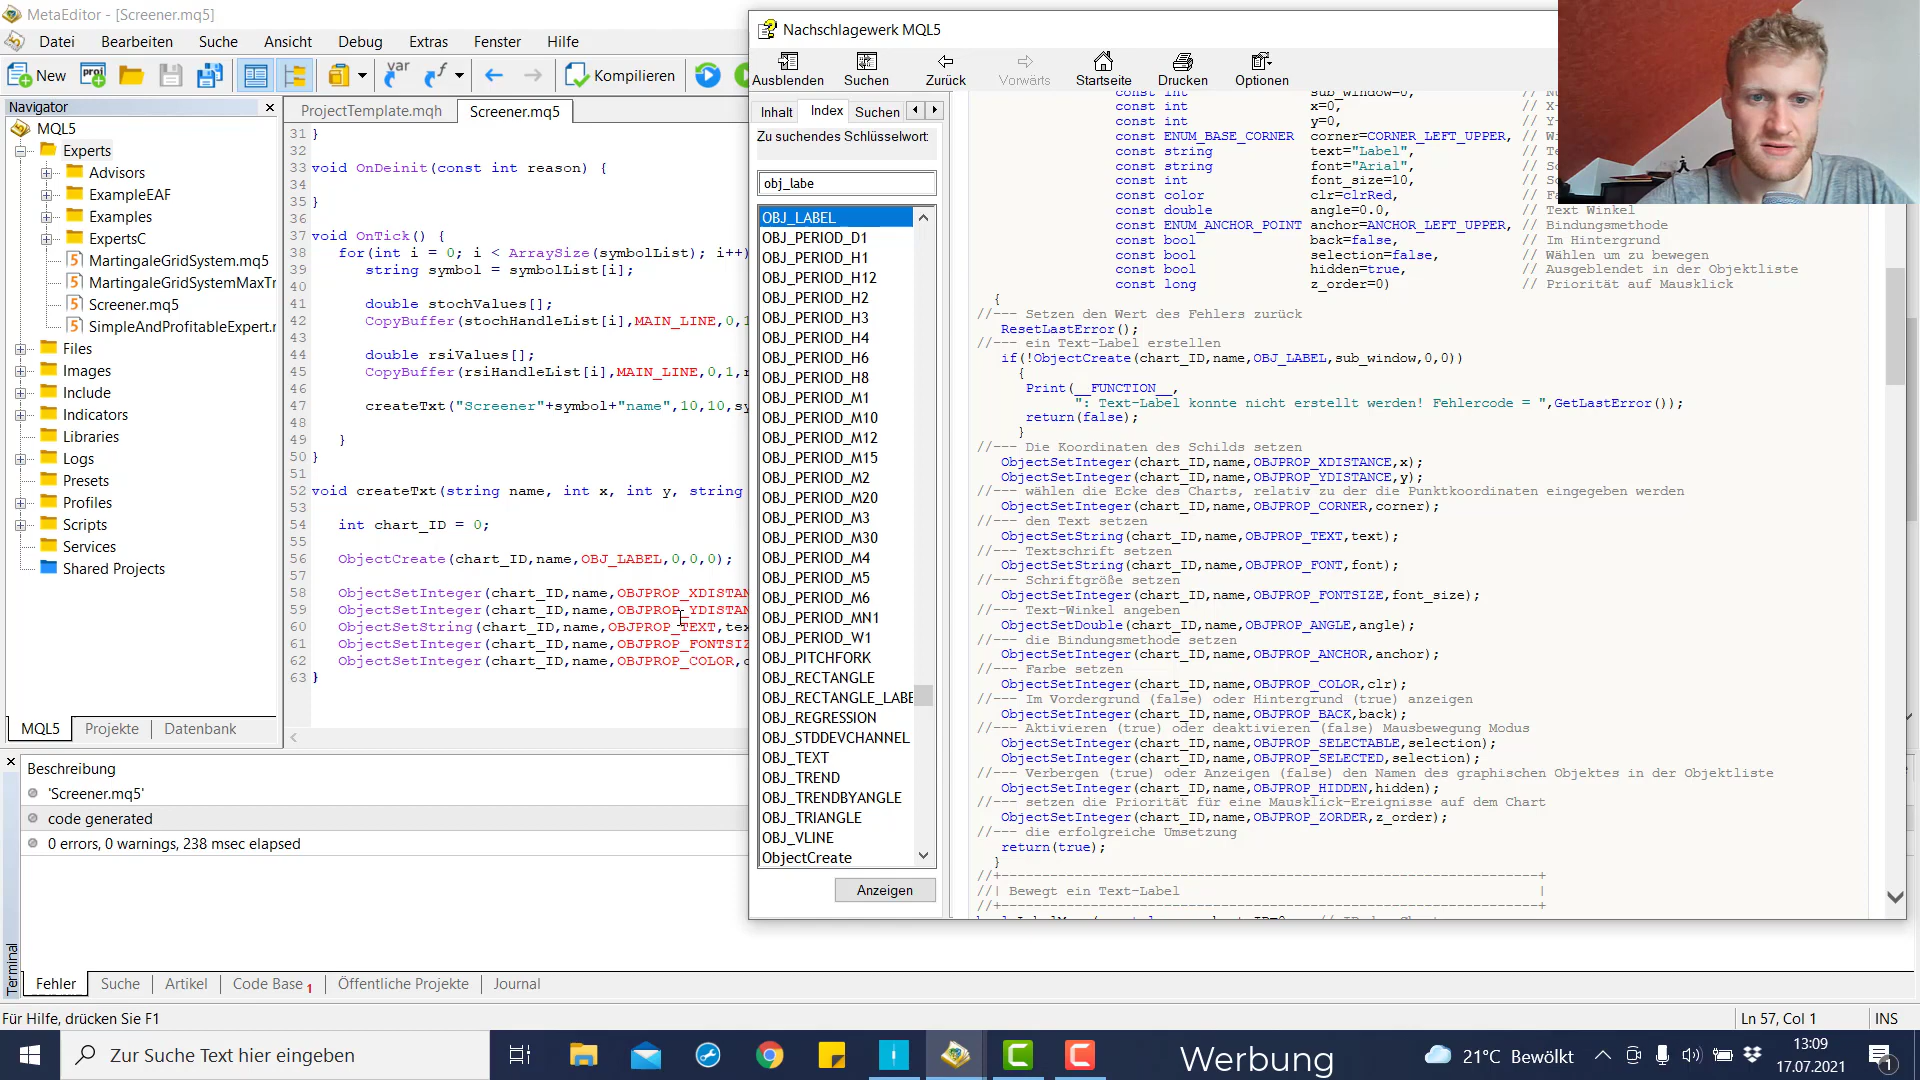 MetaEditor - [Screener.mq5]
Datei Bearbeiten Suche Ansicht Debug Extras Fenster Hilfe
New proj var Kompilieren
Navigator
MQL5
Experts
Advisors
ExampleEAF
Examples
ExpertsC
MartingaleGridSystem.mq5
MartingaleGridSystemMaxTr
Screener.mq5
SimpleAndProfitableExpert.r
Files
Images
Include
Indicators
Libraries
Logs
Presets
Profiles
Scripts
Services
Shared Projects
MQL5 Projekte Datenbank
ProjectTemplate.mqh Screener.mq5
31 }
32
33 void OnDeinit(const int reason) {
34
35 }
36
37 void OnTick() {
38 for(int i = 0; i < ArraySize(symbolList); i++)
39 string symbol = symbolList[i];
40
41 double stochValues[];
42 CopyBuffer(stochHandleList[i],MAIN_LINE,0,1
43
44 double rsiValues[];
45 CopyBuffer(rsiHandleList[i],MAIN_LINE,0,1,r
46
47 createTxt("Screener"+symbol+"name",10,10,sy
48
49 }
50 }
51
52 void createTxt(string name, int x, int y, string
53
54 int chart_ID = 0;
55
56 ObjectCreate(chart_ID,name,OBJ_LABEL,0,0,0);
57
58 ObjectSetInteger(chart_ID,name,OBJPROP_XDISTAN
59 ObjectSetInteger(chart_ID,name,OBJPROP_YDISTAN
60 ObjectSetString(chart_ID,name,OBJPROP_TEXT,tex
61 ObjectSetInteger(chart_ID,name,OBJPROP_FONTSIZ
62 ObjectSetInteger(chart_ID,name,OBJPROP_COLOR,c
63 }
Nachschlagewerk MQL5
Ausblenden Suchen Zurück Vorwärts Startseite Drucken Optionen
Inhalt Index Suchen
Zu suchendes Schlüsselwort
obj_labe
OBJ_LABEL
OBJ_PERIOD_D1
OBJ_PERIOD_H1
OBJ_PERIOD_H12
OBJ_PERIOD_H2
OBJ_PERIOD_H3
OBJ_PERIOD_H4
OBJ_PERIOD_H6
OBJ_PERIOD_H8
OBJ_PERIOD_M1
OBJ_PERIOD_M10
OBJ_PERIOD_M12
OBJ_PERIOD_M15
OBJ_PERIOD_M2
OBJ_PERIOD_M20
OBJ_PERIOD_M3
OBJ_PERIOD_M30
OBJ_PERIOD_M4
OBJ_PERIOD_M5
OBJ_PERIOD_M6
OBJ_PERIOD_MN1
OBJ_PERIOD_W1
OBJ_PITCHFORK
OBJ_RECTANGLE
OBJ_RECTANGLE_LABE
OBJ_REGRESSION
OBJ_STDDEVCHANNEL
OBJ_TEXT
OBJ_TREND
OBJ_TRENDBYANGLE
OBJ_TRIANGLE
OBJ_VLINE
ObjectCreate
Anzeigen
const int sub_window=0, // N
const int x=0, // X-
const int y=0, // Y-
const ENUM_BASE_CORNER corner=CORNER_LEFT_UPPER, // W
const string text="Label", // Te
const string font="Arial", // Sc
const int font_size=10, // Sc
const color clr=clrRed, // Fa
const double angle=0.0, // Text Winkel
const ENUM_ANCHOR_POINT anchor=ANCHOR_LEFT_UPPER, // Bindungsmethode
const bool back=false, // Im Hintergrund
const bool selection=false, // Wählen um zu bewegen
const bool hidden=true, // Ausgeblendet in der Objektliste
const long z_order=0) // Priorität auf Mausklick
{
//--- Setzen den Wert des Fehlers zurück
ResetLastError();
//--- ein Text-Label erstellen
if(!ObjectCreate(chart_ID,name,OBJ_LABEL,sub_window,0,0))
{
Print(__FUNCTION__,
": Text-Label konnte nicht erstellt werden! Fehlercode = ",GetLastError());
return(false);
}
//--- Die Koordinaten des Schilds setzen
ObjectSetInteger(chart_ID,name,OBJPROP_XDISTANCE,x);
ObjectSetInteger(chart_ID,name,OBJPROP_YDISTANCE,y);
//--- wählen die Ecke des Charts, relativ zu der die Punktkoordinaten eingegeben werden
ObjectSetInteger(chart_ID,name,OBJPROP_CORNER,corner);
//--- den Text setzen
ObjectSetString(chart_ID,name,OBJPROP_TEXT,text);
//--- Textschrift setzen
ObjectSetString(chart_ID,name,OBJPROP_FONT,font);
//--- Schriftgröße setzen
ObjectSetInteger(chart_ID,name,OBJPROP_FONTSIZE,font_size);
//--- Text-Winkel angeben
ObjectSetDouble(chart_ID,name,OBJPROP_ANGLE,angle);
//--- die Bindungsmethode setzen
ObjectSetInteger(chart_ID,name,OBJPROP_ANCHOR,anchor);
//--- Farbe setzen
ObjectSetInteger(chart_ID,name,OBJPROP_COLOR,clr);
//--- Im Vordergrund (false) oder Hintergrund (true) anzeigen
ObjectSetInteger(chart_ID,name,OBJPROP_BACK,back);
//--- Aktivieren (true) oder deaktivieren (false) Mausbewegung Modus
ObjectSetInteger(chart_ID,name,OBJPROP_SELECTABLE,selection);
ObjectSetInteger(chart_ID,name,OBJPROP_SELECTED,selection);
//--- Verbergen (true) oder Anzeigen (false) den Namen des graphischen Objektes in der Objektliste
ObjectSetInteger(chart_ID,name,OBJPROP_HIDDEN,hidden);
//--- setzen die Priorität für eine Mausklick-Ereignisse auf dem Chart
ObjectSetInteger(chart_ID,name,OBJPROP_ZORDER,z_order);
//--- die erfolgreiche Umsetzung
return(true);
}
//+------------------------------------------------------------------+
//| Bewegt ein Text-Label |
//+------------------------------------------------------------------+
Beschreibung
'Screener.mq5'
code generated
0 errors, 0 warnings, 238 msec elapsed
Terminal
Fehler Suche Artikel Code Base 1 Öffentliche Projekte Journal
Für Hilfe, drücken Sie F1 Ln 57, Col 1 INS
Zur Suche Text hier eingeben
Werbung
21°C Bewölkt
13:09
17.07.2021
1